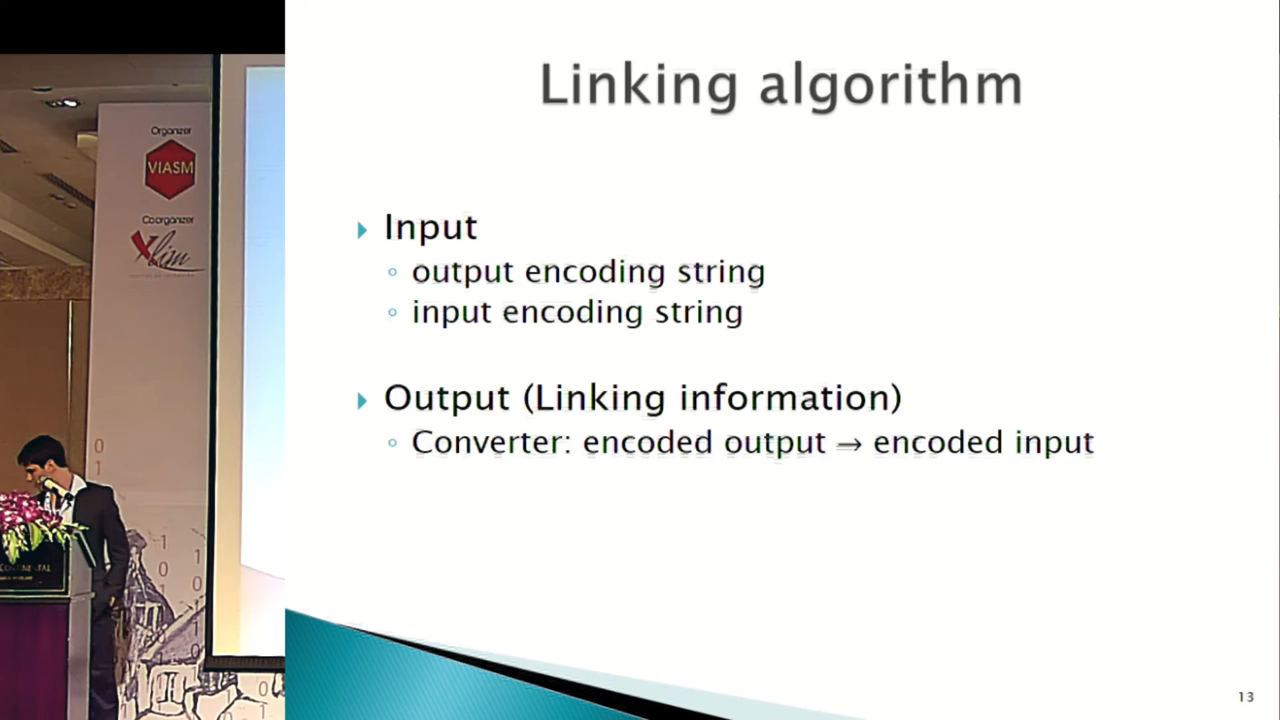 Organizer
VIASM
Coorganizer
Xlim
Linking algorithm
Input
output encoding string
input encoding string
Output (Linking information)
Converter: encoded output → encoded input
13